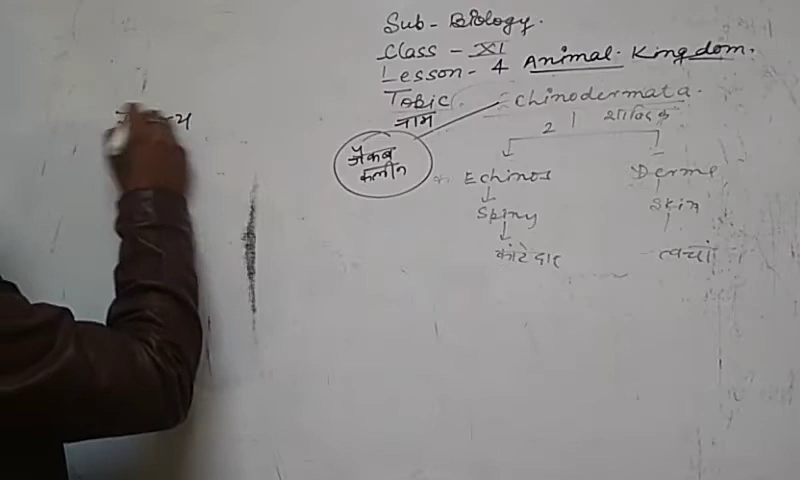 Sub- Biology.
Class - XI
Lesson - 4 Animal Kingdom.
Topic Echinodermata.
नाम
जैकब
क्लीन
2 शाब्दिक
Echinos Derma
Spiny Skin
कांटेदार त्वचा